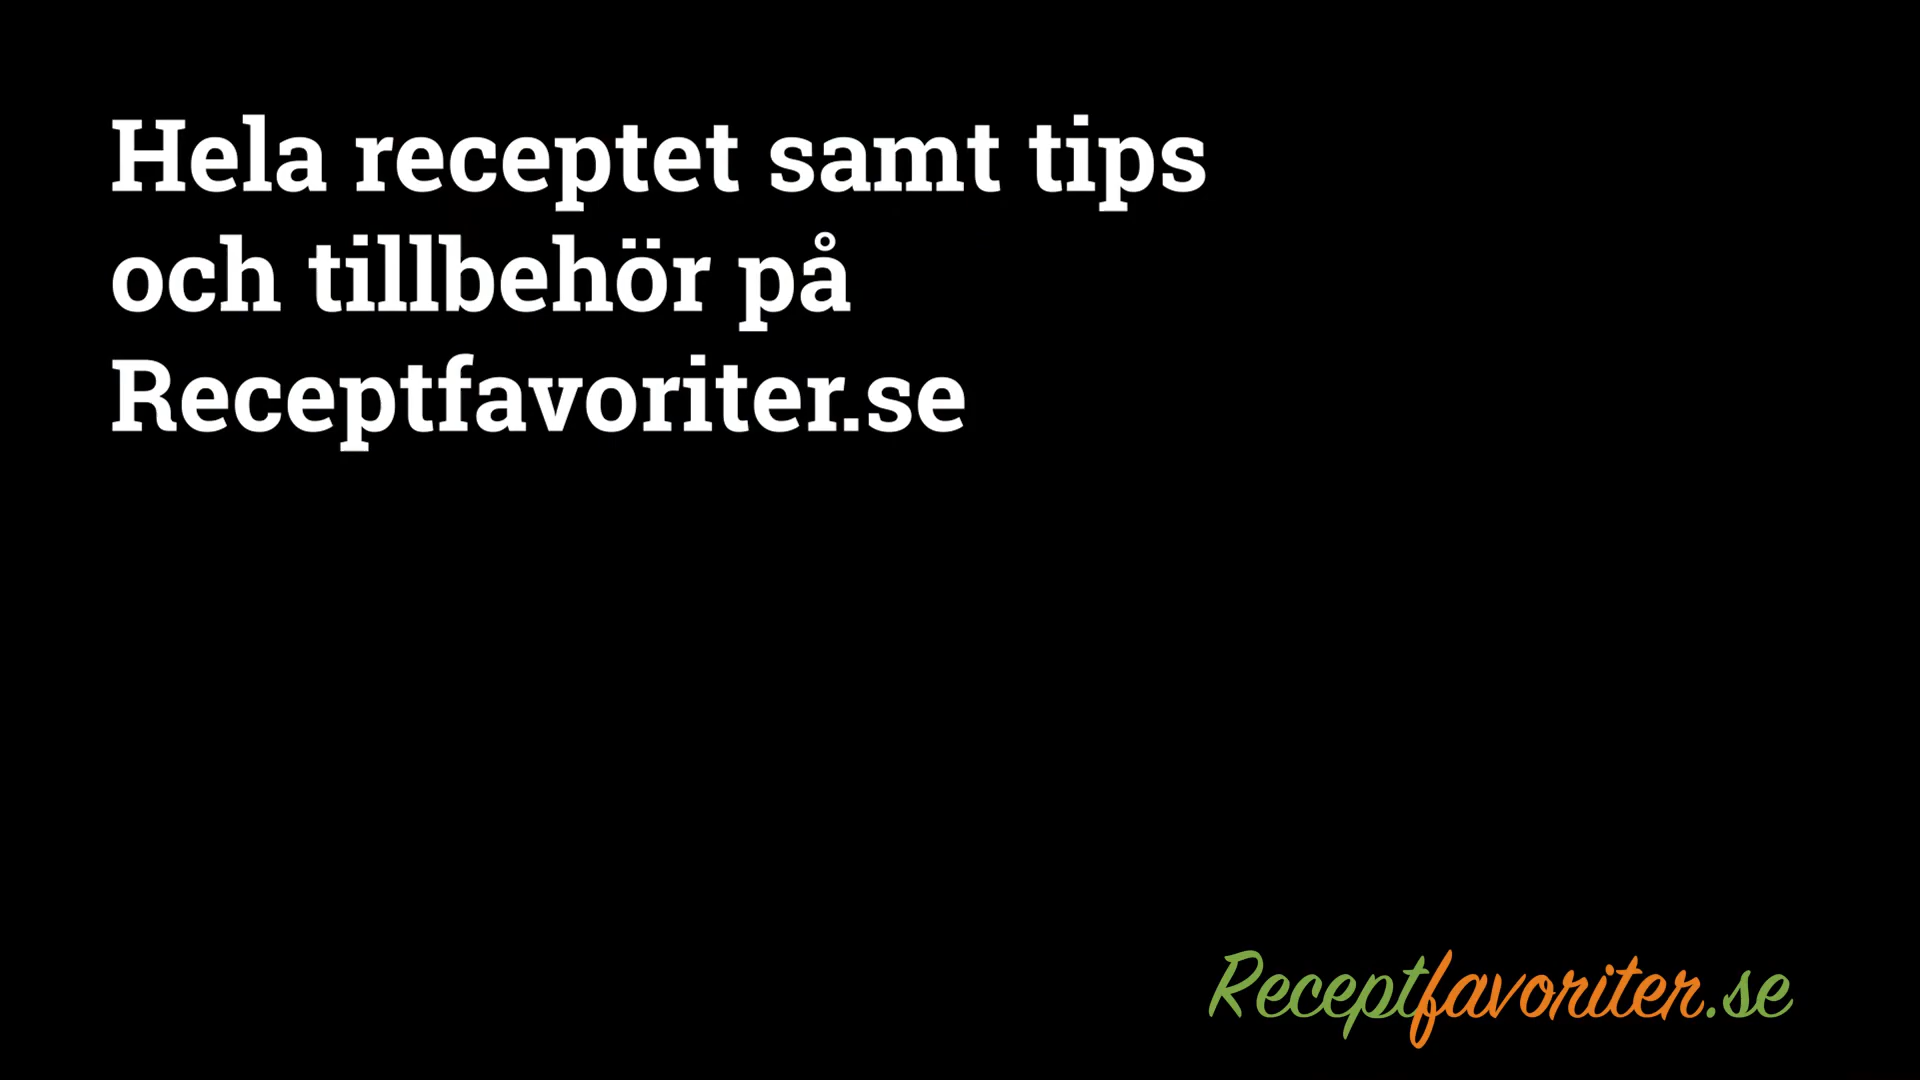 Hela receptet samt tips
och tillbehör på
Receptfavoriter.se
Receptfavoriter.se